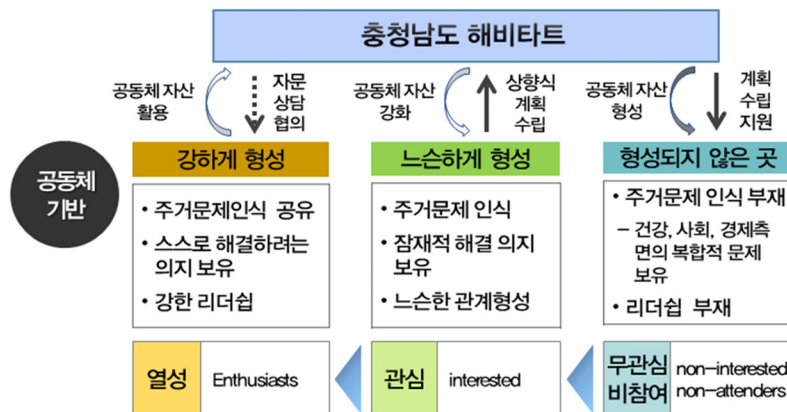 충청남도 해비타트
공동체 자산
활용
자문
상담
협의
공동체 자산
강화
상향식
계획
수립
공동체 자산
형성
계획
수립
지원
공동체
기반
강하게 형성
• 주거문제인식 공유
• 스스로 해결하려는
의지 보유
• 강한 리더쉽
느슨하게 형성
• 주거문제 인식
• 잠재적 해결 의지
보유
• 느슨한 관계형성
형성되지 않은 곳
• 주거문제 인식 부재
– 건강, 사회, 경제측
면의 복합적 문제
보유
• 리더쉽 부재
열성
Enthusiasts
관심
interested
무관심
비참여
non-interested
non-attenders